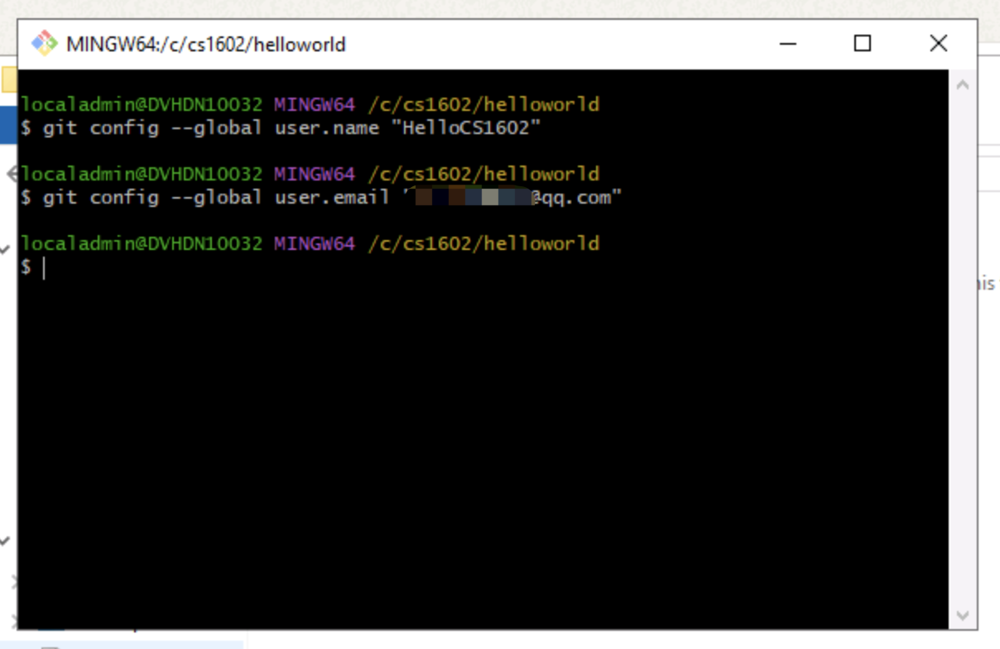 MINGW64:/c/cs1602/helloworld
localadmin@DVHDN10032 MINGW64 /c/cs1602/helloworld
$ git config --global user.name "HelloCS1602"
localadmin@DVHDN10032 MINGW64 /c/cs1602/helloworld
$ git config --global user.email "@qq.com"
localadmin@DVHDN10032 MINGW64 /c/cs1602/helloworld
$
his